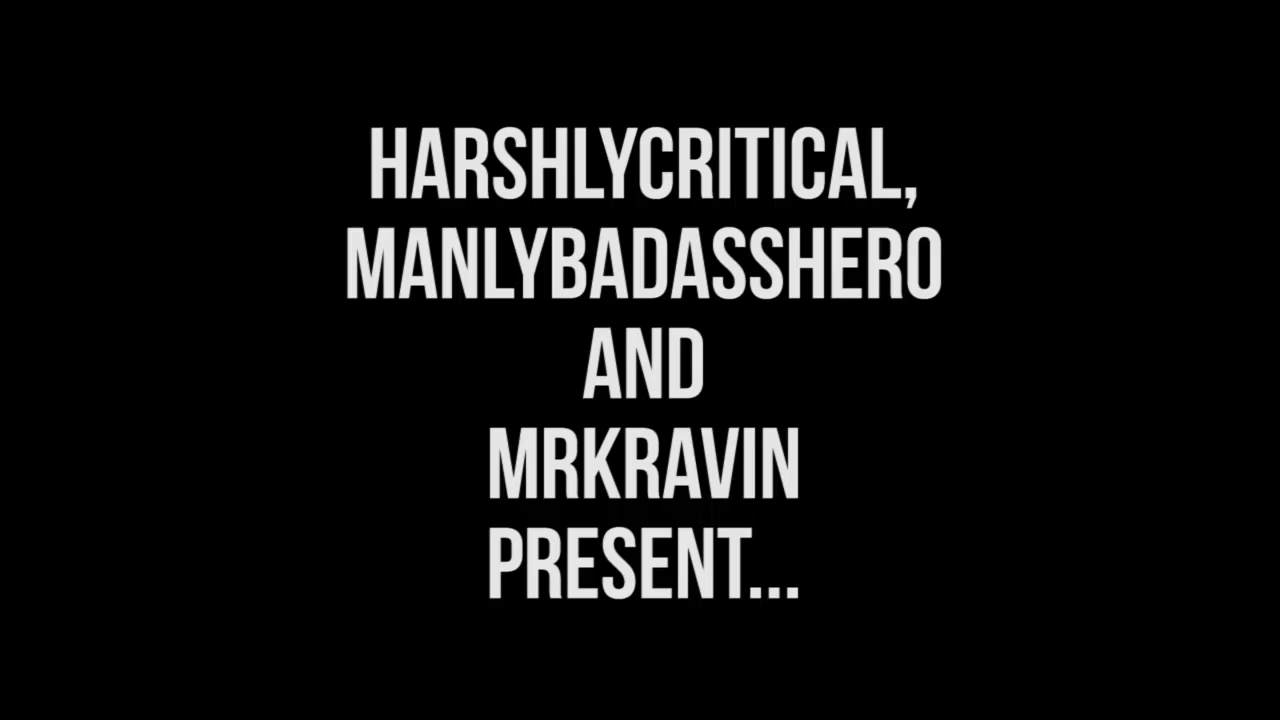 HARSHLYCRITICAL,
MANLYBADASSHERO
AND
MRKRAVIN
PRESENT...